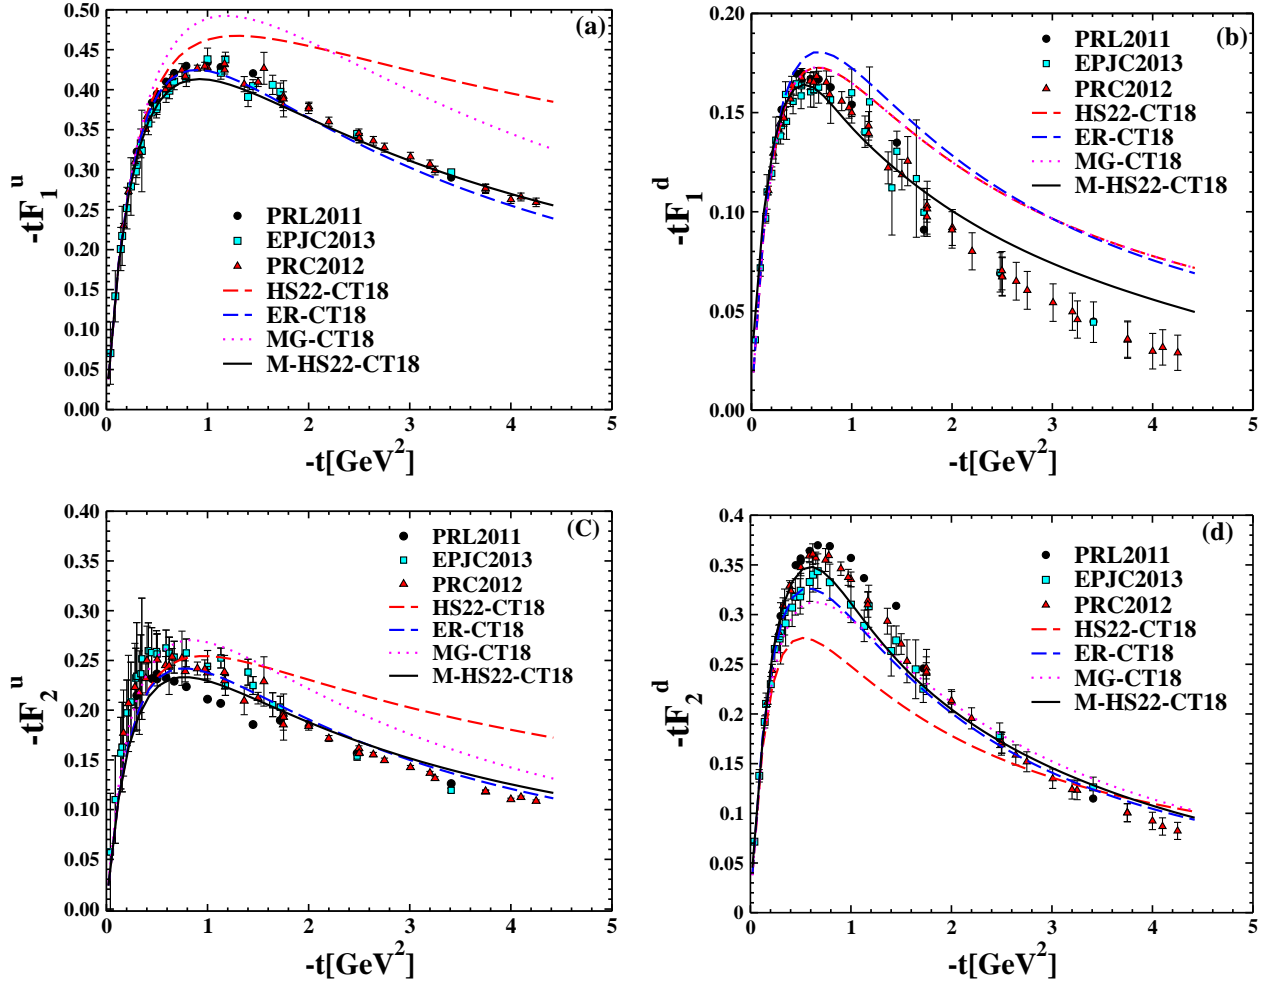 (a)
-tF₁ᵘ
0.50
0.45
0.40
0.35
0.30
0.25
0.20
0.15
0.10
0.05
0.00
PRL2011
EPJC2013
PRC2012
HS22-CT18
ER-CT18
MG-CT18
M-HS22-CT18
0 1 2 3 4 5
-t[GeV²]
(b)
-tF₁ᵈ
0.20
0.15
0.10
0.05
0.00
PRL2011
EPJC2013
PRC2012
HS22-CT18
ER-CT18
MG-CT18
M-HS22-CT18
0 1 2 3 4 5
-t[GeV²]
(C)
-tF₂ᵘ
0.40
0.35
0.30
0.25
0.20
0.15
0.10
0.05
0.00
PRL2011
EPJC2013
PRC2012
HS22-CT18
ER-CT18
MG-CT18
M-HS22-CT18
0 1 2 3 4 5
-t[GeV²]
(d)
-tF₂ᵈ
0.4
0.35
0.3
0.25
0.2
0.15
0.1
0.05
0
PRL2011
EPJC2013
PRC2012
HS22-CT18
ER-CT18
MG-CT18
M-HS22-CT18
0 1 2 3 4 5
-t[GeV²]